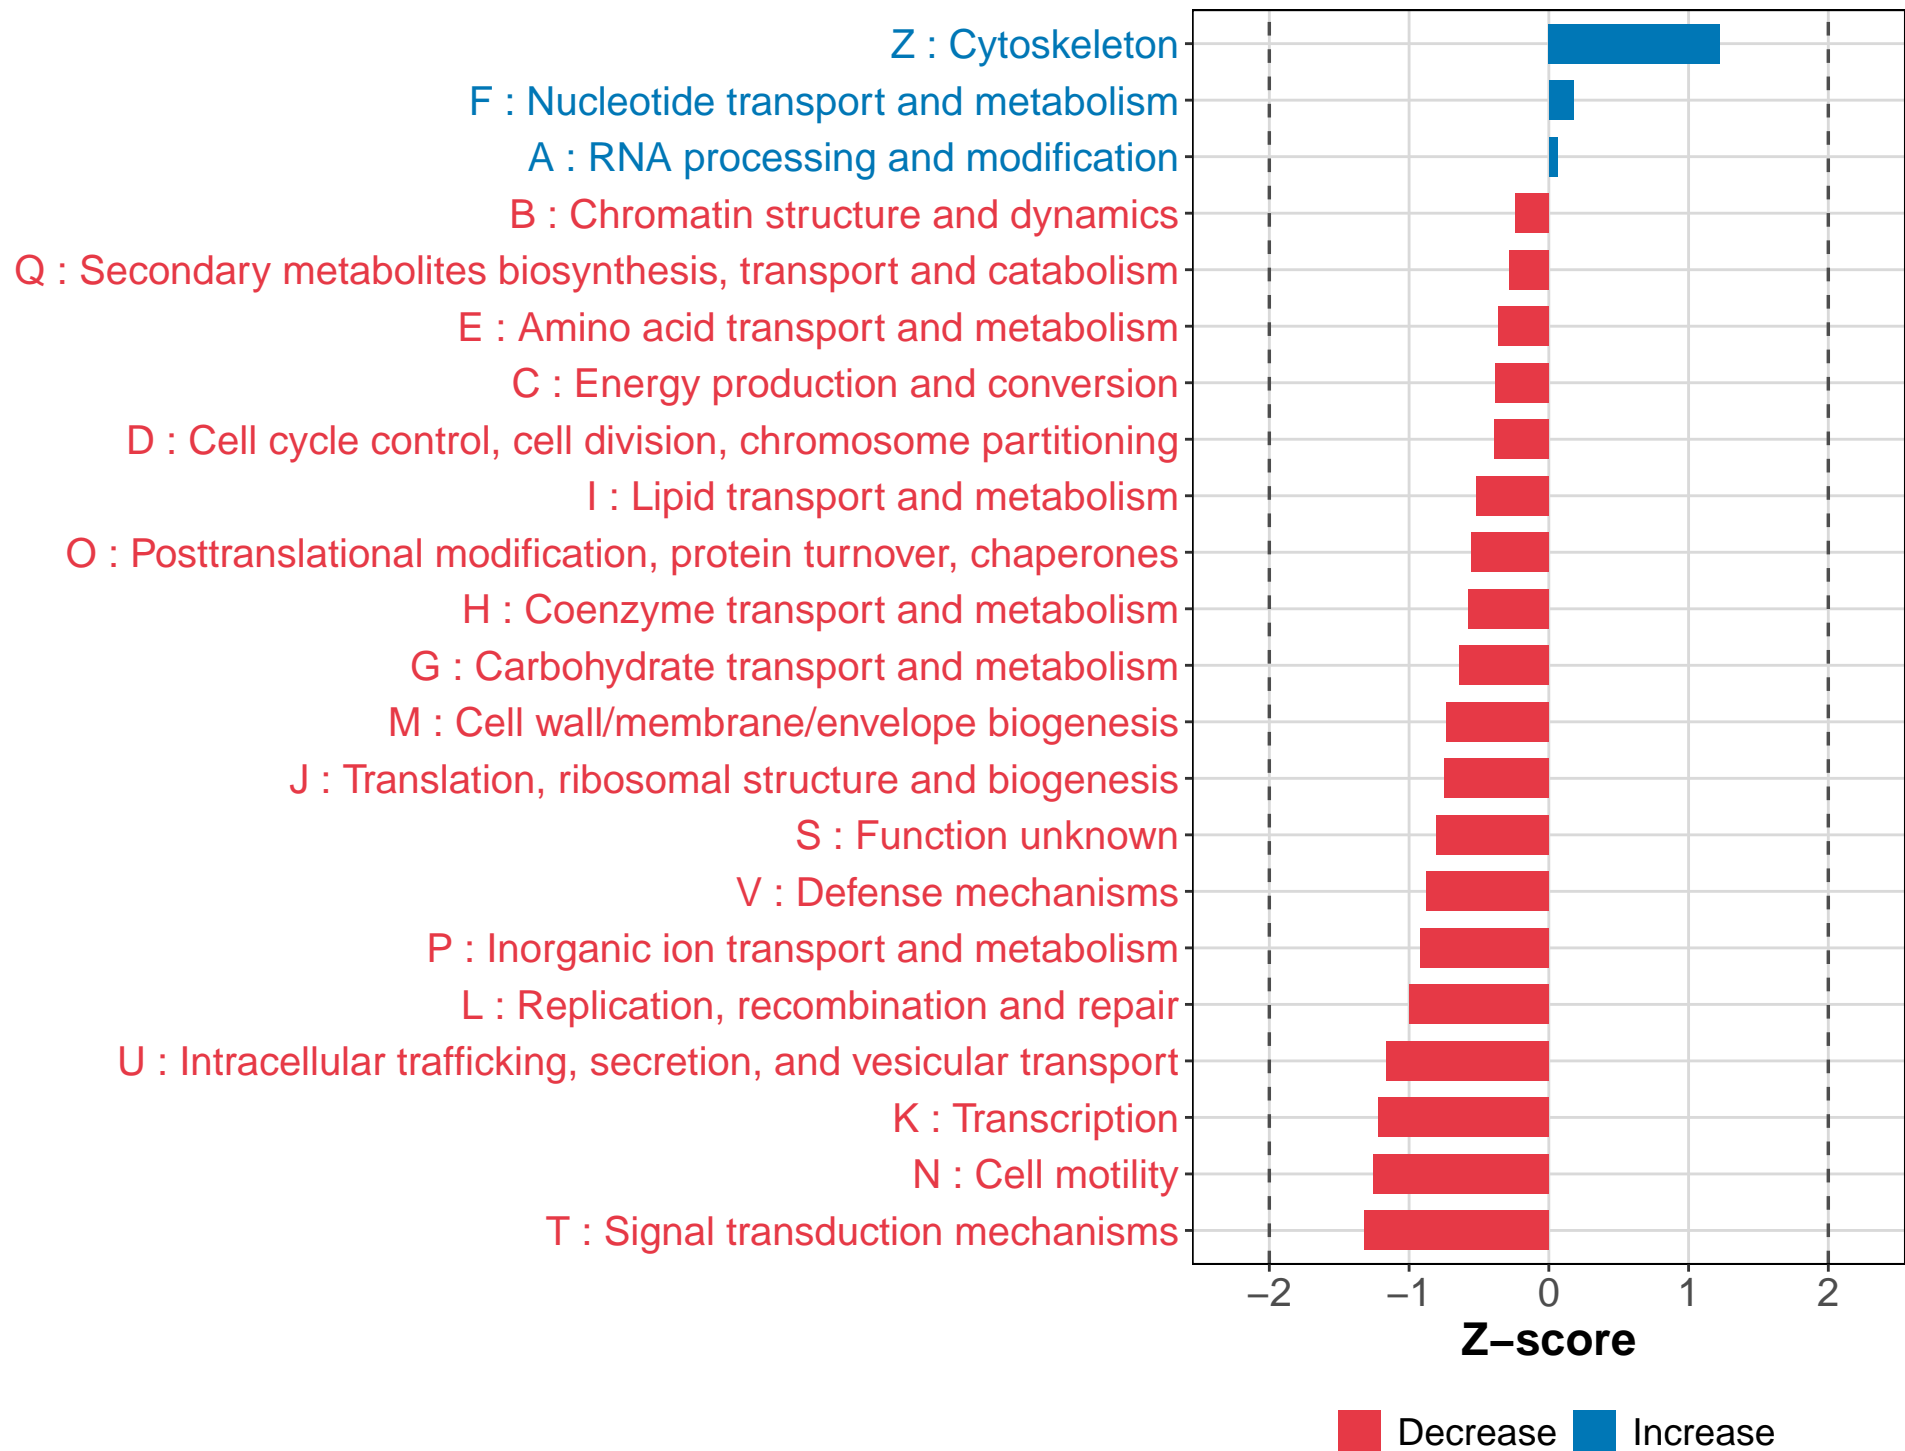 Z : Cytoskeleton
F : Nucleotide transport and metabolism
A : RNA processing and modification
B : Chromatin structure and dynamics
Q : Secondary metabolites biosynthesis, transport and catabolism
E : Amino acid transport and metabolism
C : Energy production and conversion
D : Cell cycle control, cell division, chromosome partitioning
I : Lipid transport and metabolism
O : Posttranslational modification, protein turnover, chaperones
H : Coenzyme transport and metabolism
G : Carbohydrate transport and metabolism
M : Cell wall/membrane/envelope biogenesis
J : Translation, ribosomal structure and biogenesis
S : Function unknown
V : Defense mechanisms
P : Inorganic ion transport and metabolism
L : Replication, recombination and repair
U : Intracellular trafficking, secretion, and vesicular transport
K : Transcription
N : Cell motility
T : Signal transduction mechanisms
−2 −1 0 1 2
Z−score
Decrease Increase